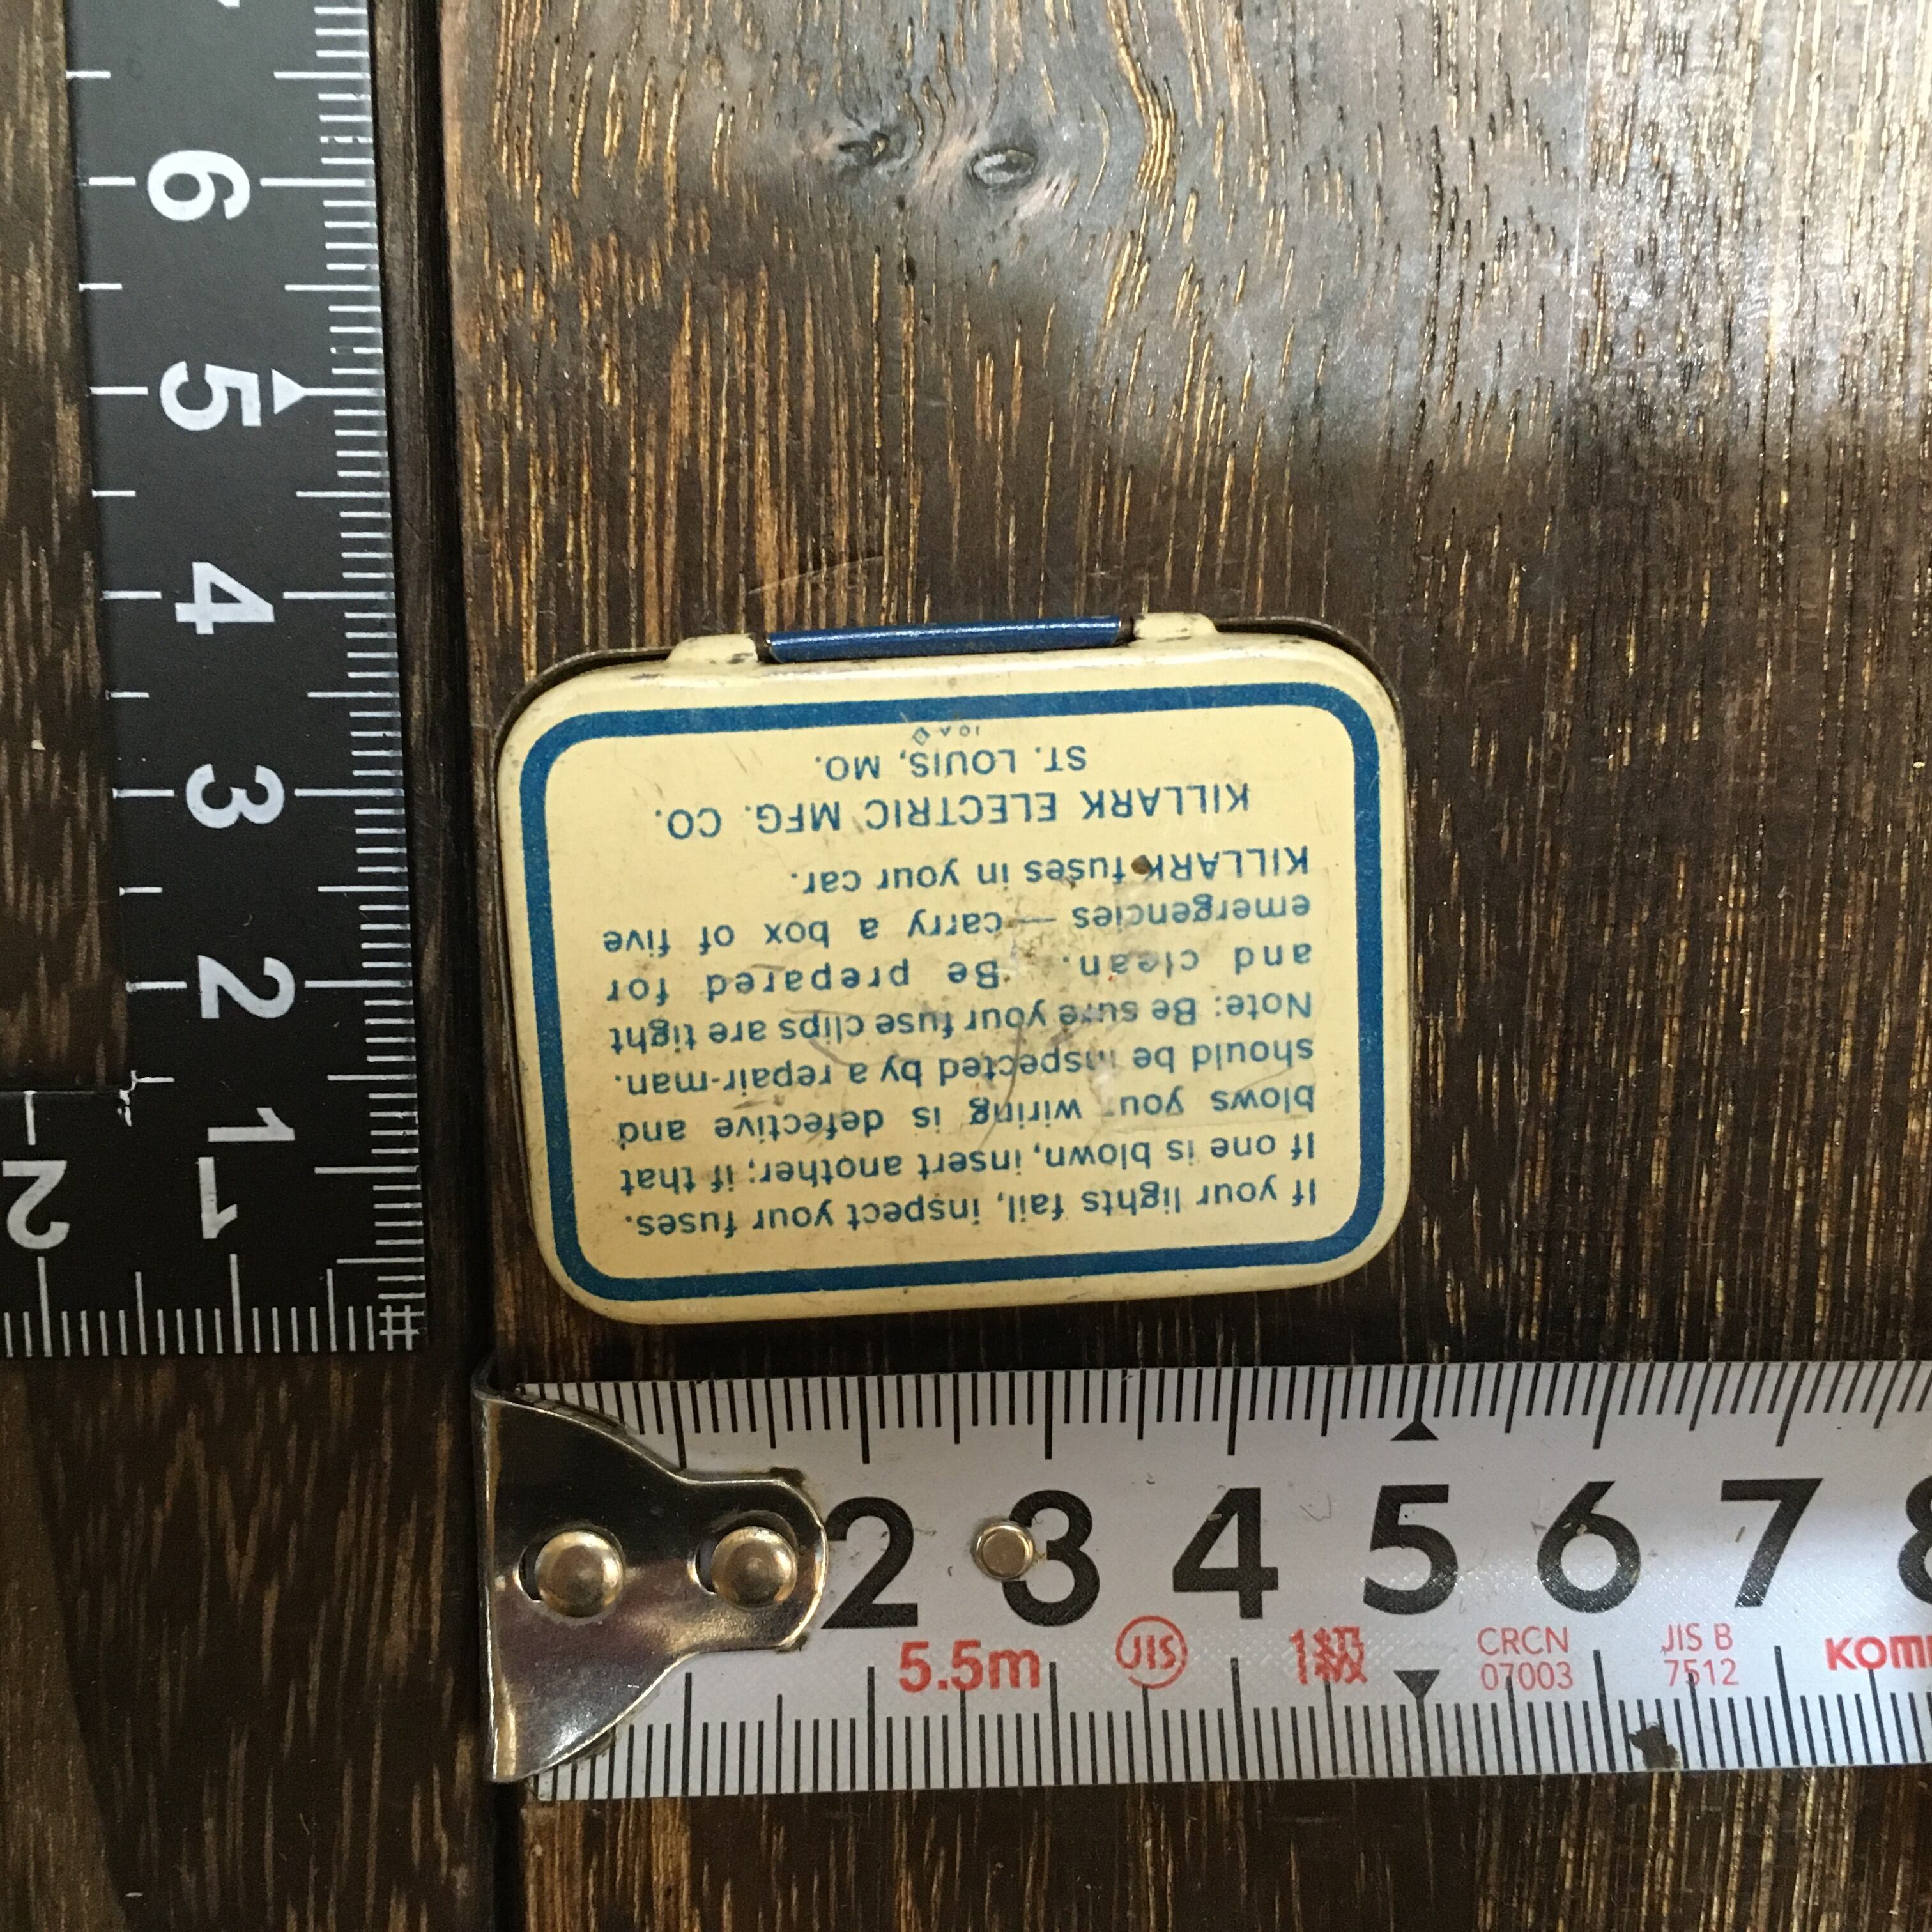 If your lights fail, inspect your fuses.
If one is blown, insert another; if that
blows your wiring is defective and
should be inspected by a repair-man.
Note: Be sure your fuse clips are tight
and clean. Be prepared for
emergencies — carry a box of five
KILLARK fuses in your car.
KILLARK ELECTRIC MFG. CO.
ST. LOUIS, MO.
6
5
4
3
2
1
1
2
2 3 4 5 6 7 8
5.5m JIS 1級 CRCN 07003 JIS B 7512